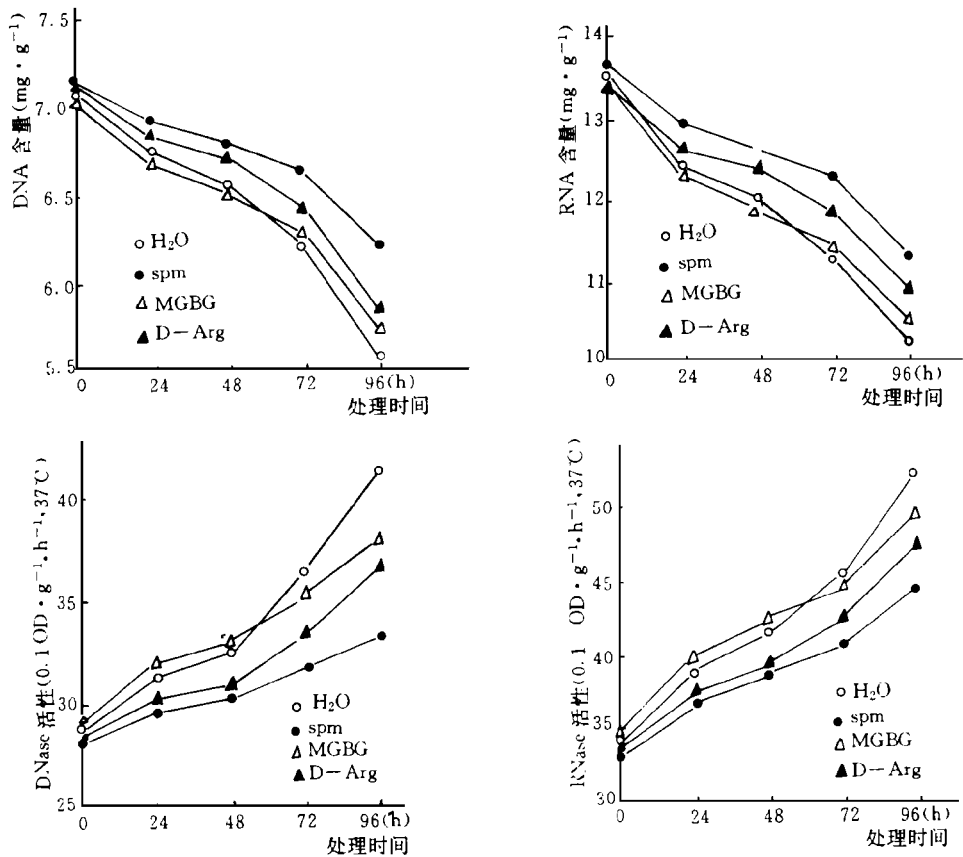 DNA 含量(mg·g⁻¹)
7.5
7.0
6.5
6.0
5.5
H₂O
spm
MGBG
D-Arg
0 24 48 72 96(h)
处理时间
RNA 含量(mg·g⁻¹)
14
13
12
11
10
H₂O
spm
MGBG
D-Arg
0 24 48 72 96(h)
处理时间
DNase 活性(0.1 OD·g⁻¹·h⁻¹,37℃)
40
35
30
25
H₂O
spm
MGBG
D-Arg
0 24 48 72 96(h)
处理时间
RNase 活性(0.1 OD·g⁻¹·h⁻¹,37℃)
50
45
40
35
30
H₂O
spm
MGBG
D-Arg
0 24 48 72 96(h)
处理时间